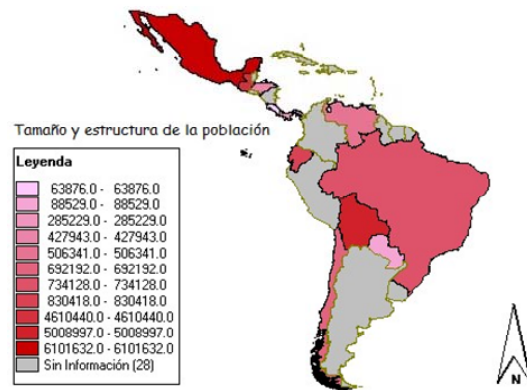 Tamaño y estructura de la población
Leyenda
63876.0 - 63876.0
88529.0 - 88529.0
285229.0 - 285229.0
427943.0 - 427943.0
506341.0 - 506341.0
692192.0 - 692192.0
734128.0 - 734128.0
830418.0 - 830418.0
4610440.0 - 4610440.0
5008997.0 - 5008997.0
6101632.0 - 6101632.0
Sin Información (28)
N